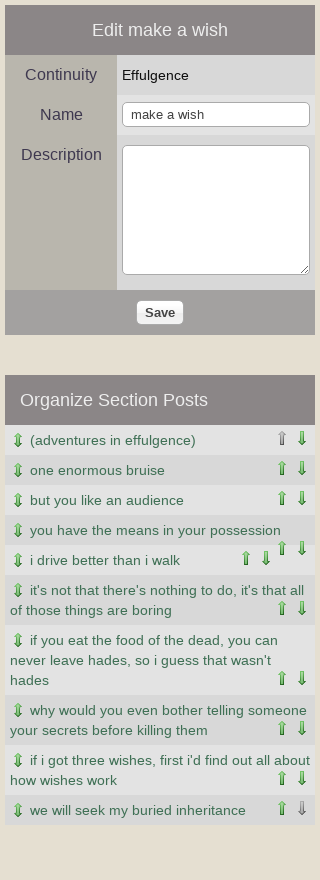 Edit make a wish
Continuity
Effulgence
Name
make a wish
Description
Save
Organize Section Posts
(adventures in effulgence)
one enormous bruise
but you like an audience
you have the means in your possession
i drive better than i walk
it's not that there's nothing to do, it's that all
of those things are boring
if you eat the food of the dead, you can
never leave hades, so i guess that wasn't
hades
why would you even bother telling someone
your secrets before killing them
if i got three wishes, first i'd find out all about
how wishes work
we will seek my buried inheritance